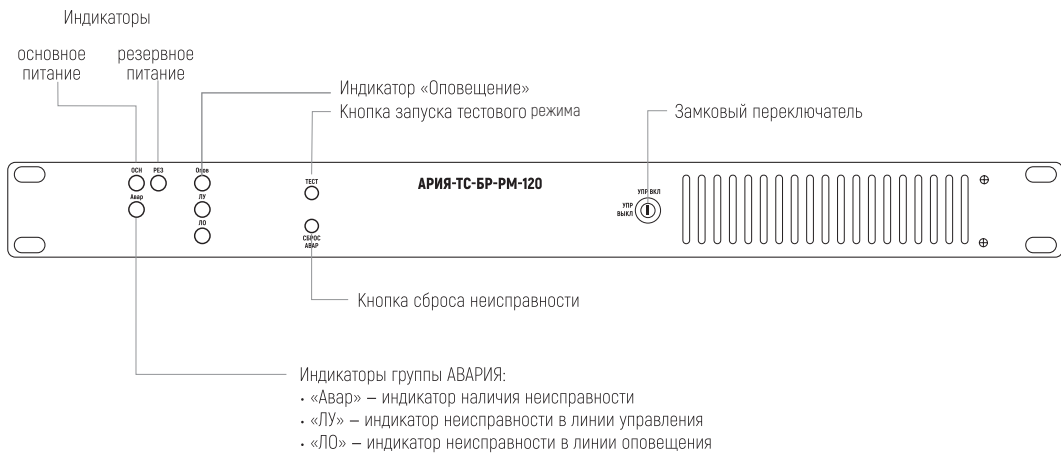 Индикаторы
основное питание
резервное питание
Индикатор «Оповещение»
Кнопка запуска тестового режима
Замковый переключатель
ОСН
РЕЗ
Опов
Авар
ЛУ
ЛО
ТЕСТ
СБРОС
АВАР
АРИЯ-ТС-БР-РМ-120
УПР ВКЛ
УПР
ВЫКЛ
Кнопка сброса неисправности
Индикаторы группы АВАРИЯ:
• «Авар» – индикатор наличия неисправности
• «ЛУ» – индикатор неисправности в линии управления
• «ЛО» – индикатор неисправности в линии оповещения